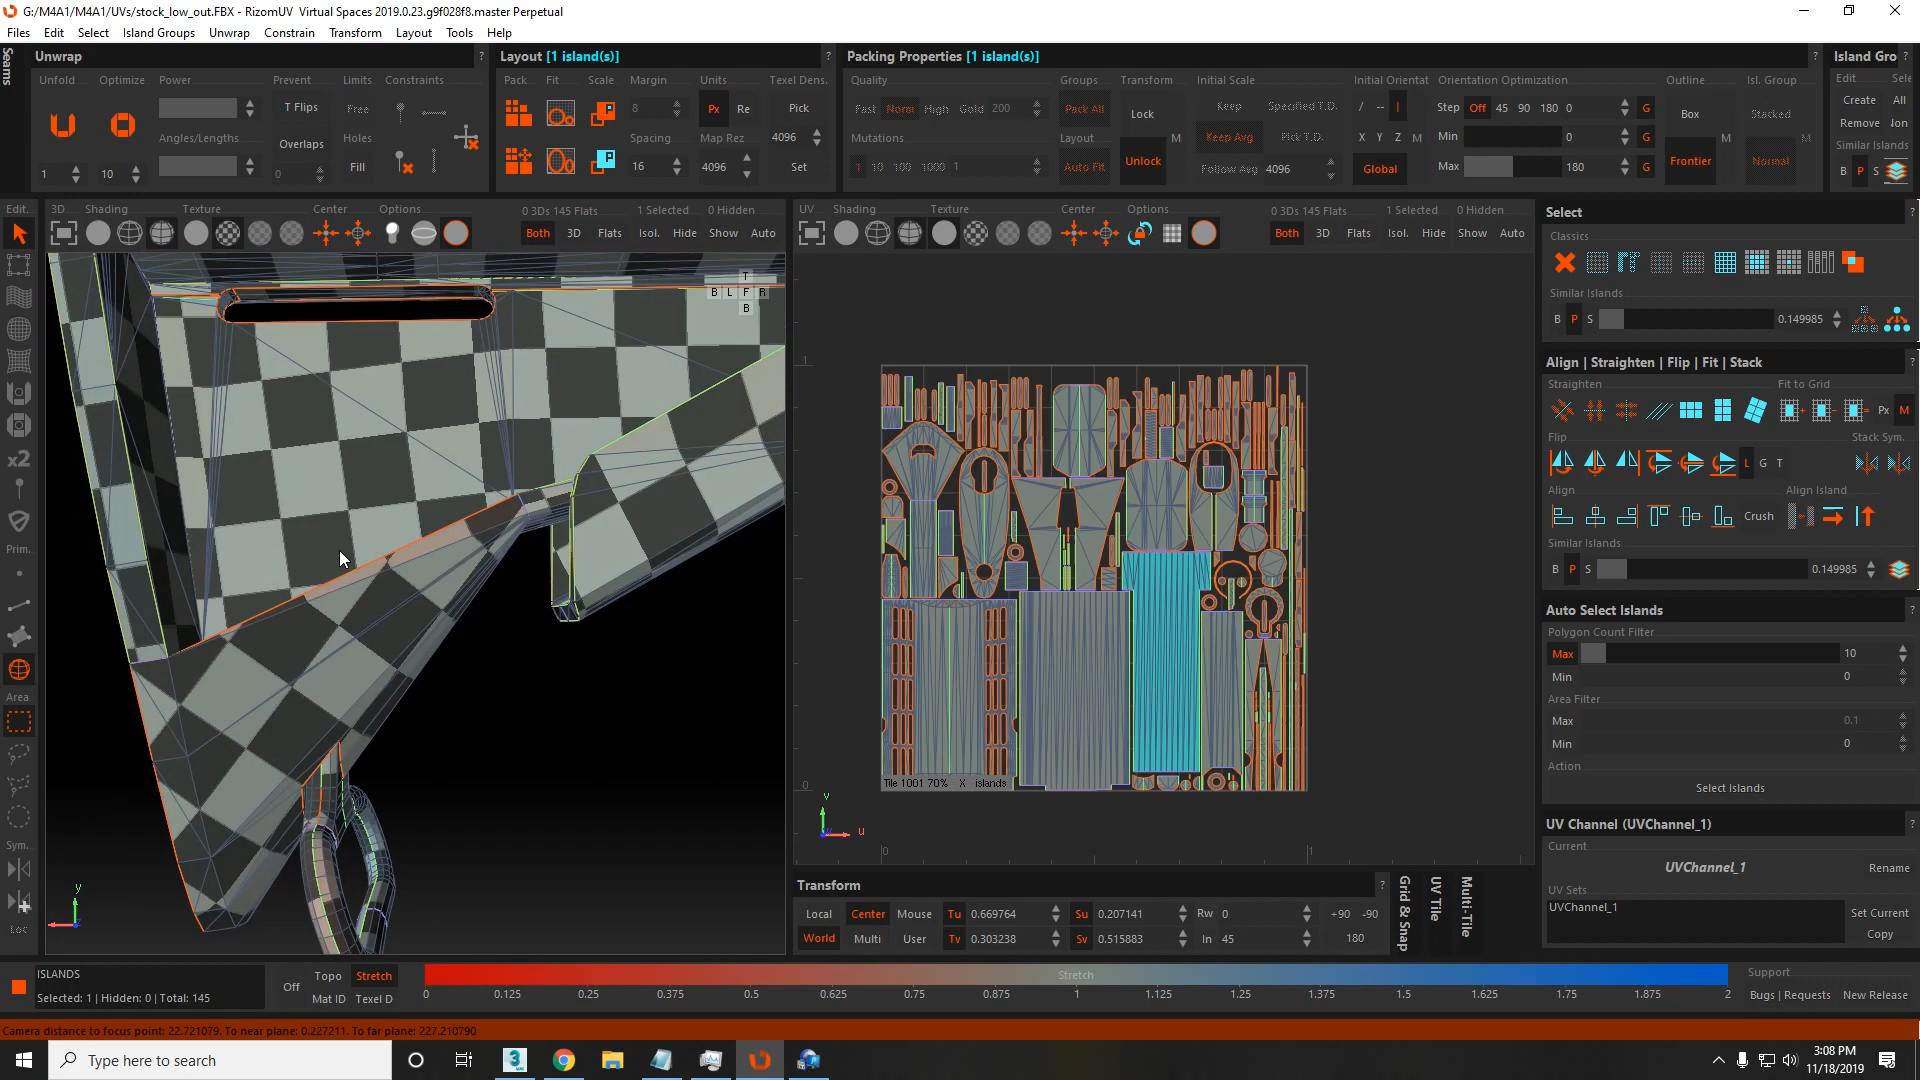 G:/M4A1/M4A1/UVs/stock_low_out.FBX - RizomUV  Virtual Spaces 2019.0.23.g9f028f8.master Perpetual
Files Edit Select Island Groups Unwrap Constrain Transform Layout Tools Help
Seams
Unwrap ?
Unfold Optimize Power Prevent Limits Constraints
T Flips Free
Angles/Lengths Overlaps Holes
Fill
1 10 0
Layout [1 island(s)] ?
Pack Fit Scale Margin Units Texel Dens.
8 Px Re Pick
Spacing Map Rez 4096
16 4096 Set
Packing Properties [1 island(s)] ?
Quality Groups Transform Initial Scale Initial Orientat Orientation Optimization Outline Isl. Group
Fast Norm High Gold 200 Pack All Lock Keep Specified T.D. / -- | Step Off 45 90 180 0 G Box Stacked
Mutations Layout M Keep Avg Pick T.D. X Y Z M Min 0 G M M
1 10 100 1000 1 Auto Fit Unlock Follow Avg 4096 Global Max 180 G Frontier Normal
Island Gro ?
Edit Sele
Create All
Remove
Similar Islands
B P S
Edit.
3D Shading Texture Center Options 0 3Ds 145 Flats 1 Selected 0 Hidden
Both 3D Flats Isol. Hide Show Auto
UV Shading Texture Center Options 0 3Ds 145 Flats 1 Selected 0 Hidden
Both 3D Flats Isol. Hide Show Auto
T
B L F R
B
x2
Prim.
Area
Sym.
Loc
y
1
0
Tile 1001 70% X islands
v
u
0 1
Select ?
Classics
Similar Islands
B P S 0.149985
Align | Straighten | Flip | Fit | Stack ?
Straighten Fit to Grid
Px M
Flip Stack Sym.
L G T
Align Align Island
Crush
Similar Islands
B P S 0.149985
Auto Select Islands ?
Polygon Count Filter
Max 10
Min 0
Area Filter
Max 0.1
Min 0
Action
Select Islands
UV Channel (UVChannel_1) ?
Current
UVChannel_1 Rename
UV Sets
UVChannel_1 Set Current
Copy
Transform ?
Local Center Mouse Tu 0.669764 Su 0.207141 Rw 0 +90 -90
World Multi User Tv 0.303238 Sv 0.515883 In 45 180
Grid & Snap
UV Tile
Multi-Tile
ISLANDS
Selected: 1 | Hidden: 0 | Total: 145
Off Topo Stretch
Mat ID Texel D
Stretch
0 0.125 0.25 0.375 0.5 0.625 0.75 0.875 1 1.125 1.25 1.375 1.5 1.625 1.75 1.875 2
Support
Bugs | Requests New Release
Camera distance to focus point: 22.721079. To near plane: 0.227211. To far plane: 227.210790
Type here to search
3:08 PM
11/18/2019